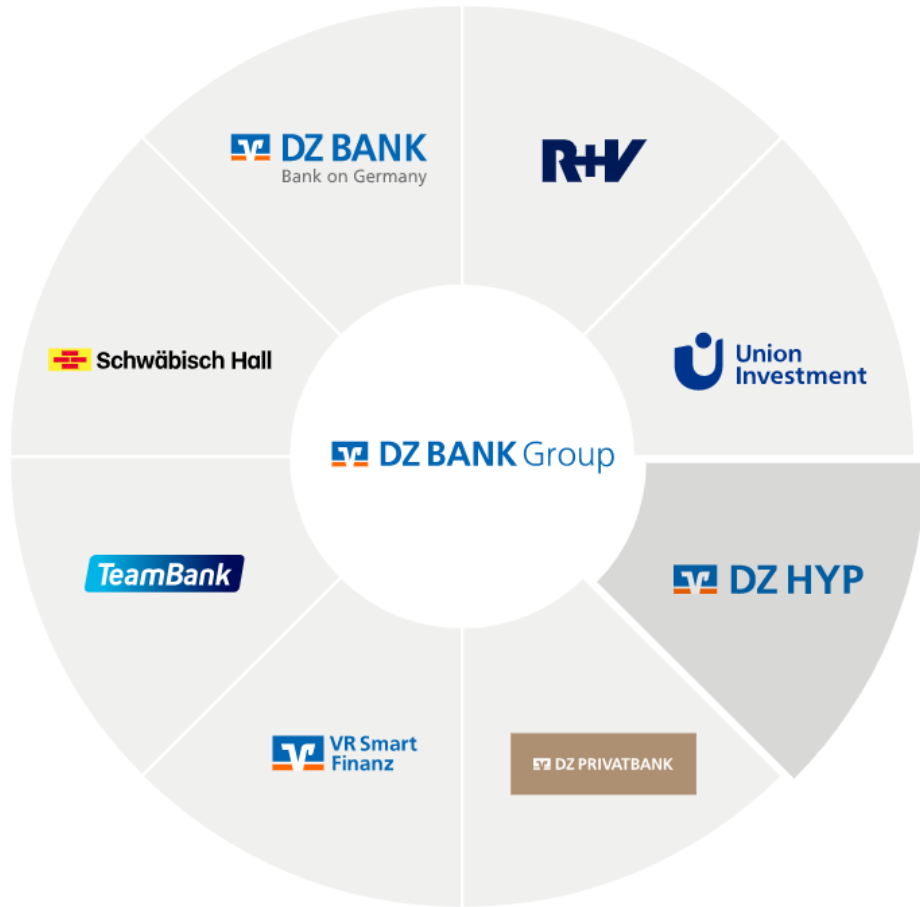 DZ BANK
Bank on Germany
R+V
Schwäbisch Hall
Union
Investment
DZ BANK Group
TeamBank
DZ HYP
VR Smart
Finanz
DZ PRIVATBANK